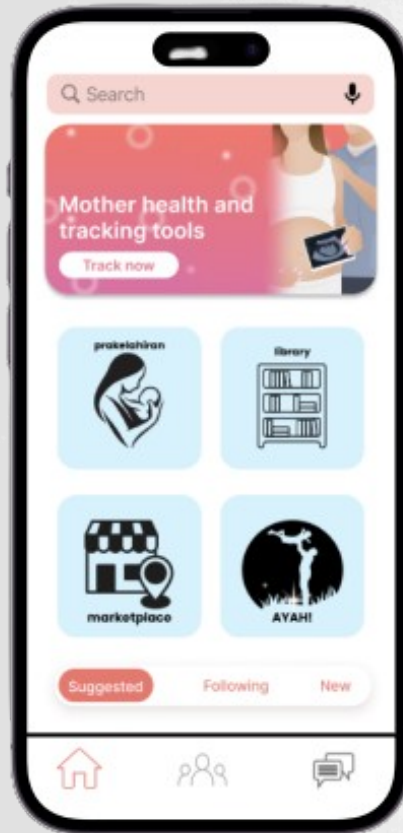 Search
Mother health and
tracking tools
Track now
prakelahiran
library
marketplace
AYAH!
Suggested Following New